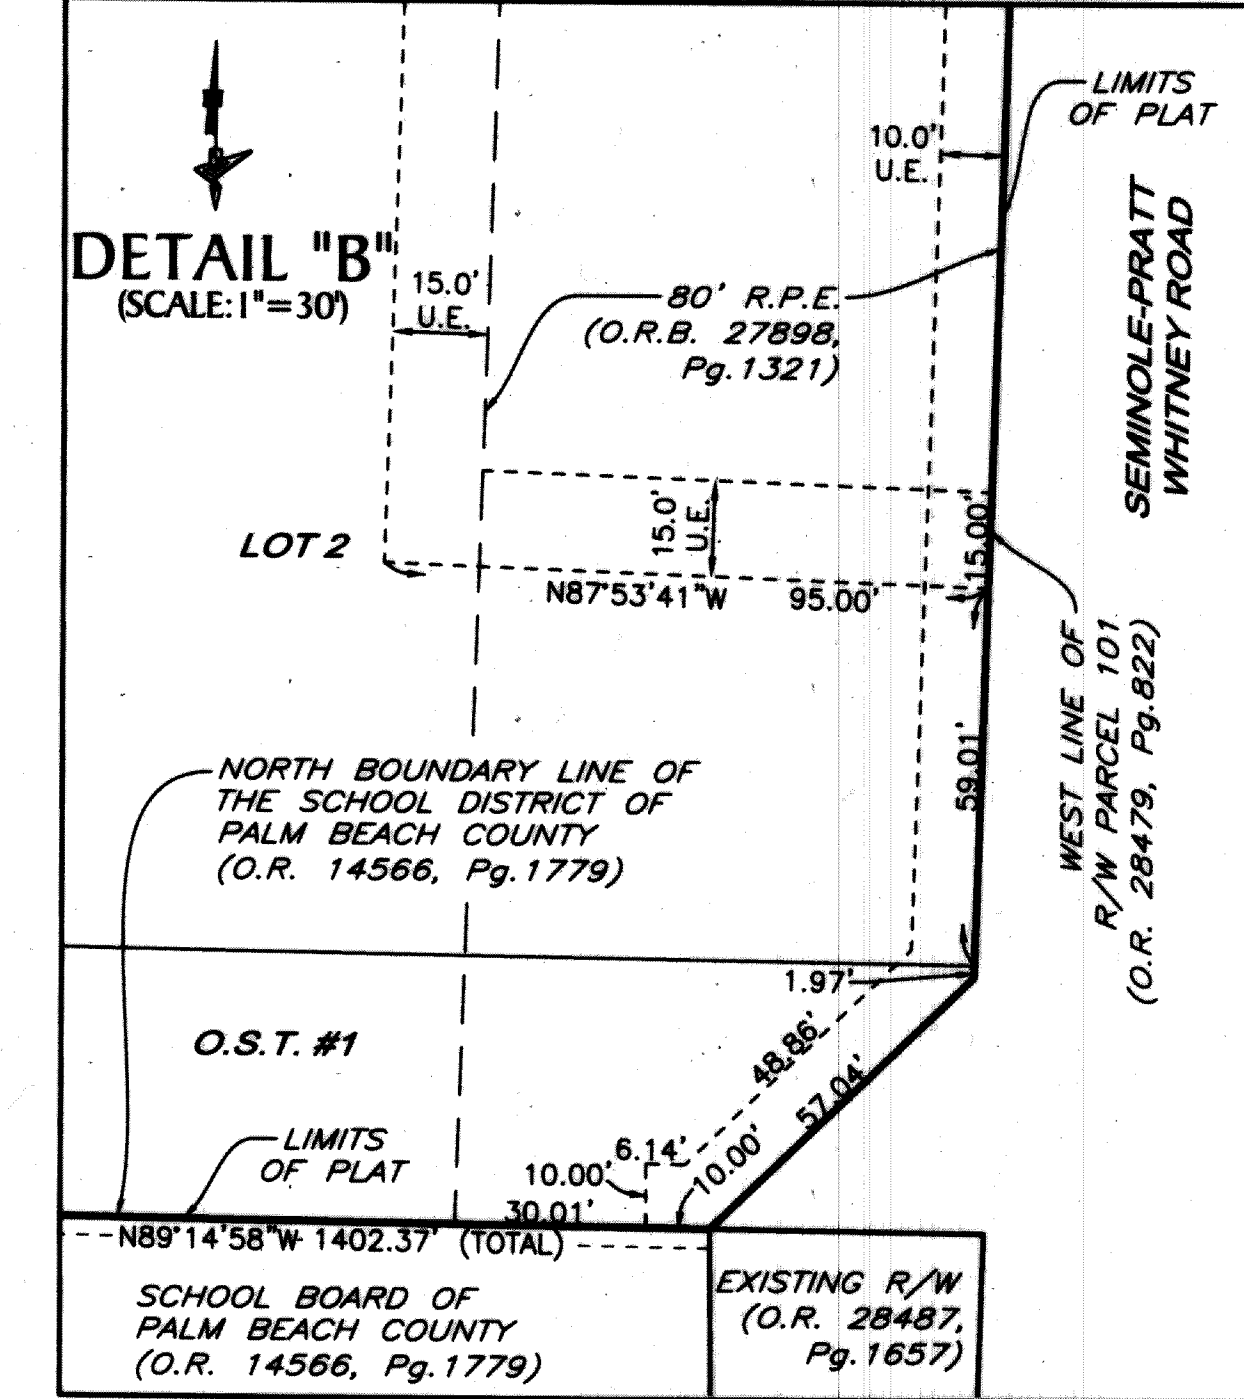 LIMITS
OF PLAT
10.0'
U.E.
SEMINOLE-PRATT
WHITNEY ROAD
DETAIL "B"
(SCALE: 1"=30')
15.0'
U.E.
80' R.P.E.
(O.R.B. 27898,
Pg.1321)
15.0'
U.E.
15.00'
LOT 2
N87°53'41"W 95.00'
WEST LINE OF
R/W PARCEL 101
(O.R. 28479, Pg.822)
59.01'
NORTH BOUNDARY LINE OF
THE SCHOOL DISTRICT OF
PALM BEACH COUNTY
(O.R. 14566, Pg.1779)
1.97'
O.S.T. #1
48.86'
57.04'
LIMITS
OF PLAT
6.14'
10.00'
10.00'
30.01'
N89°14'58"W 1402.37' (TOTAL)
SCHOOL BOARD OF
PALM BEACH COUNTY
(O.R. 14566, Pg.1779)
EXISTING R/W
(O.R. 28487,
Pg.1657)